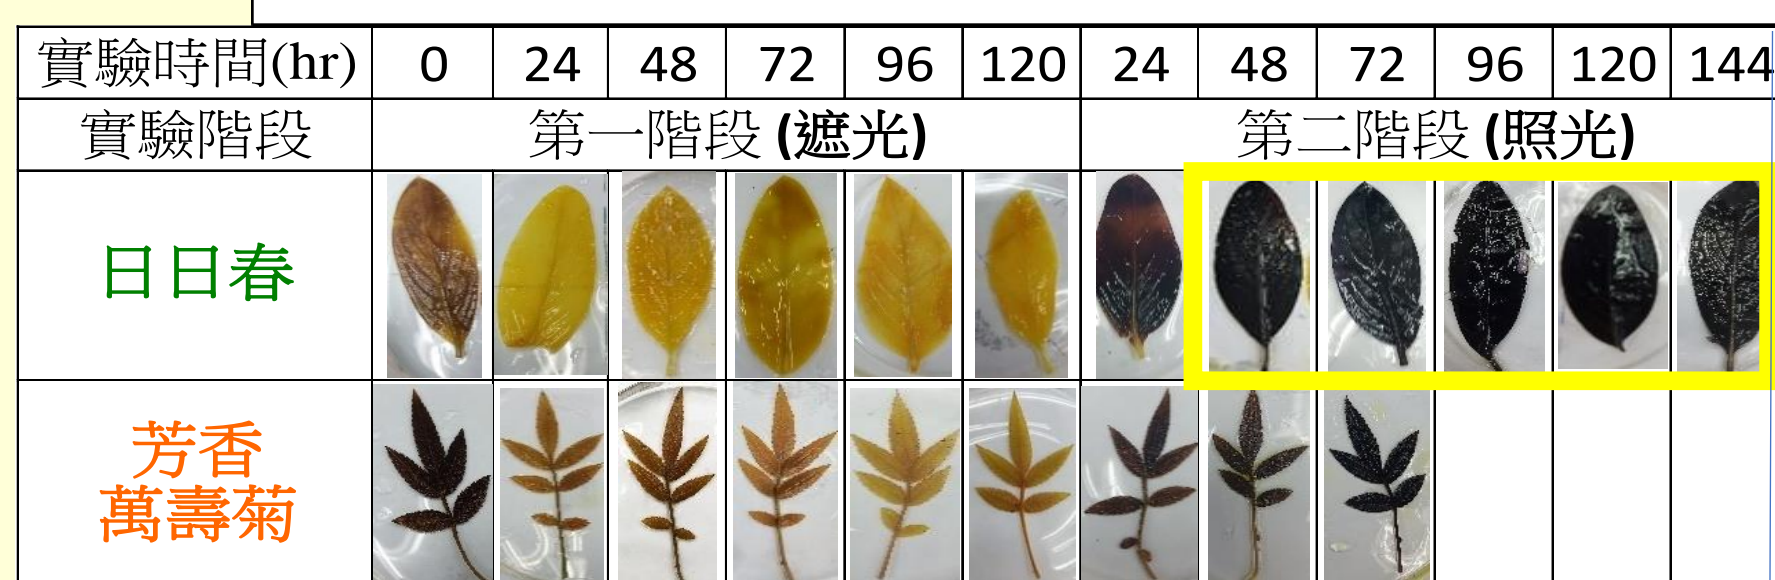 實驗時間(hr) 0 24 48 72 96 120 24 48 72 96 120 144
實驗階段 第一階段 (遮光) 第二階段 (照光)
日日春
芳香
萬壽菊